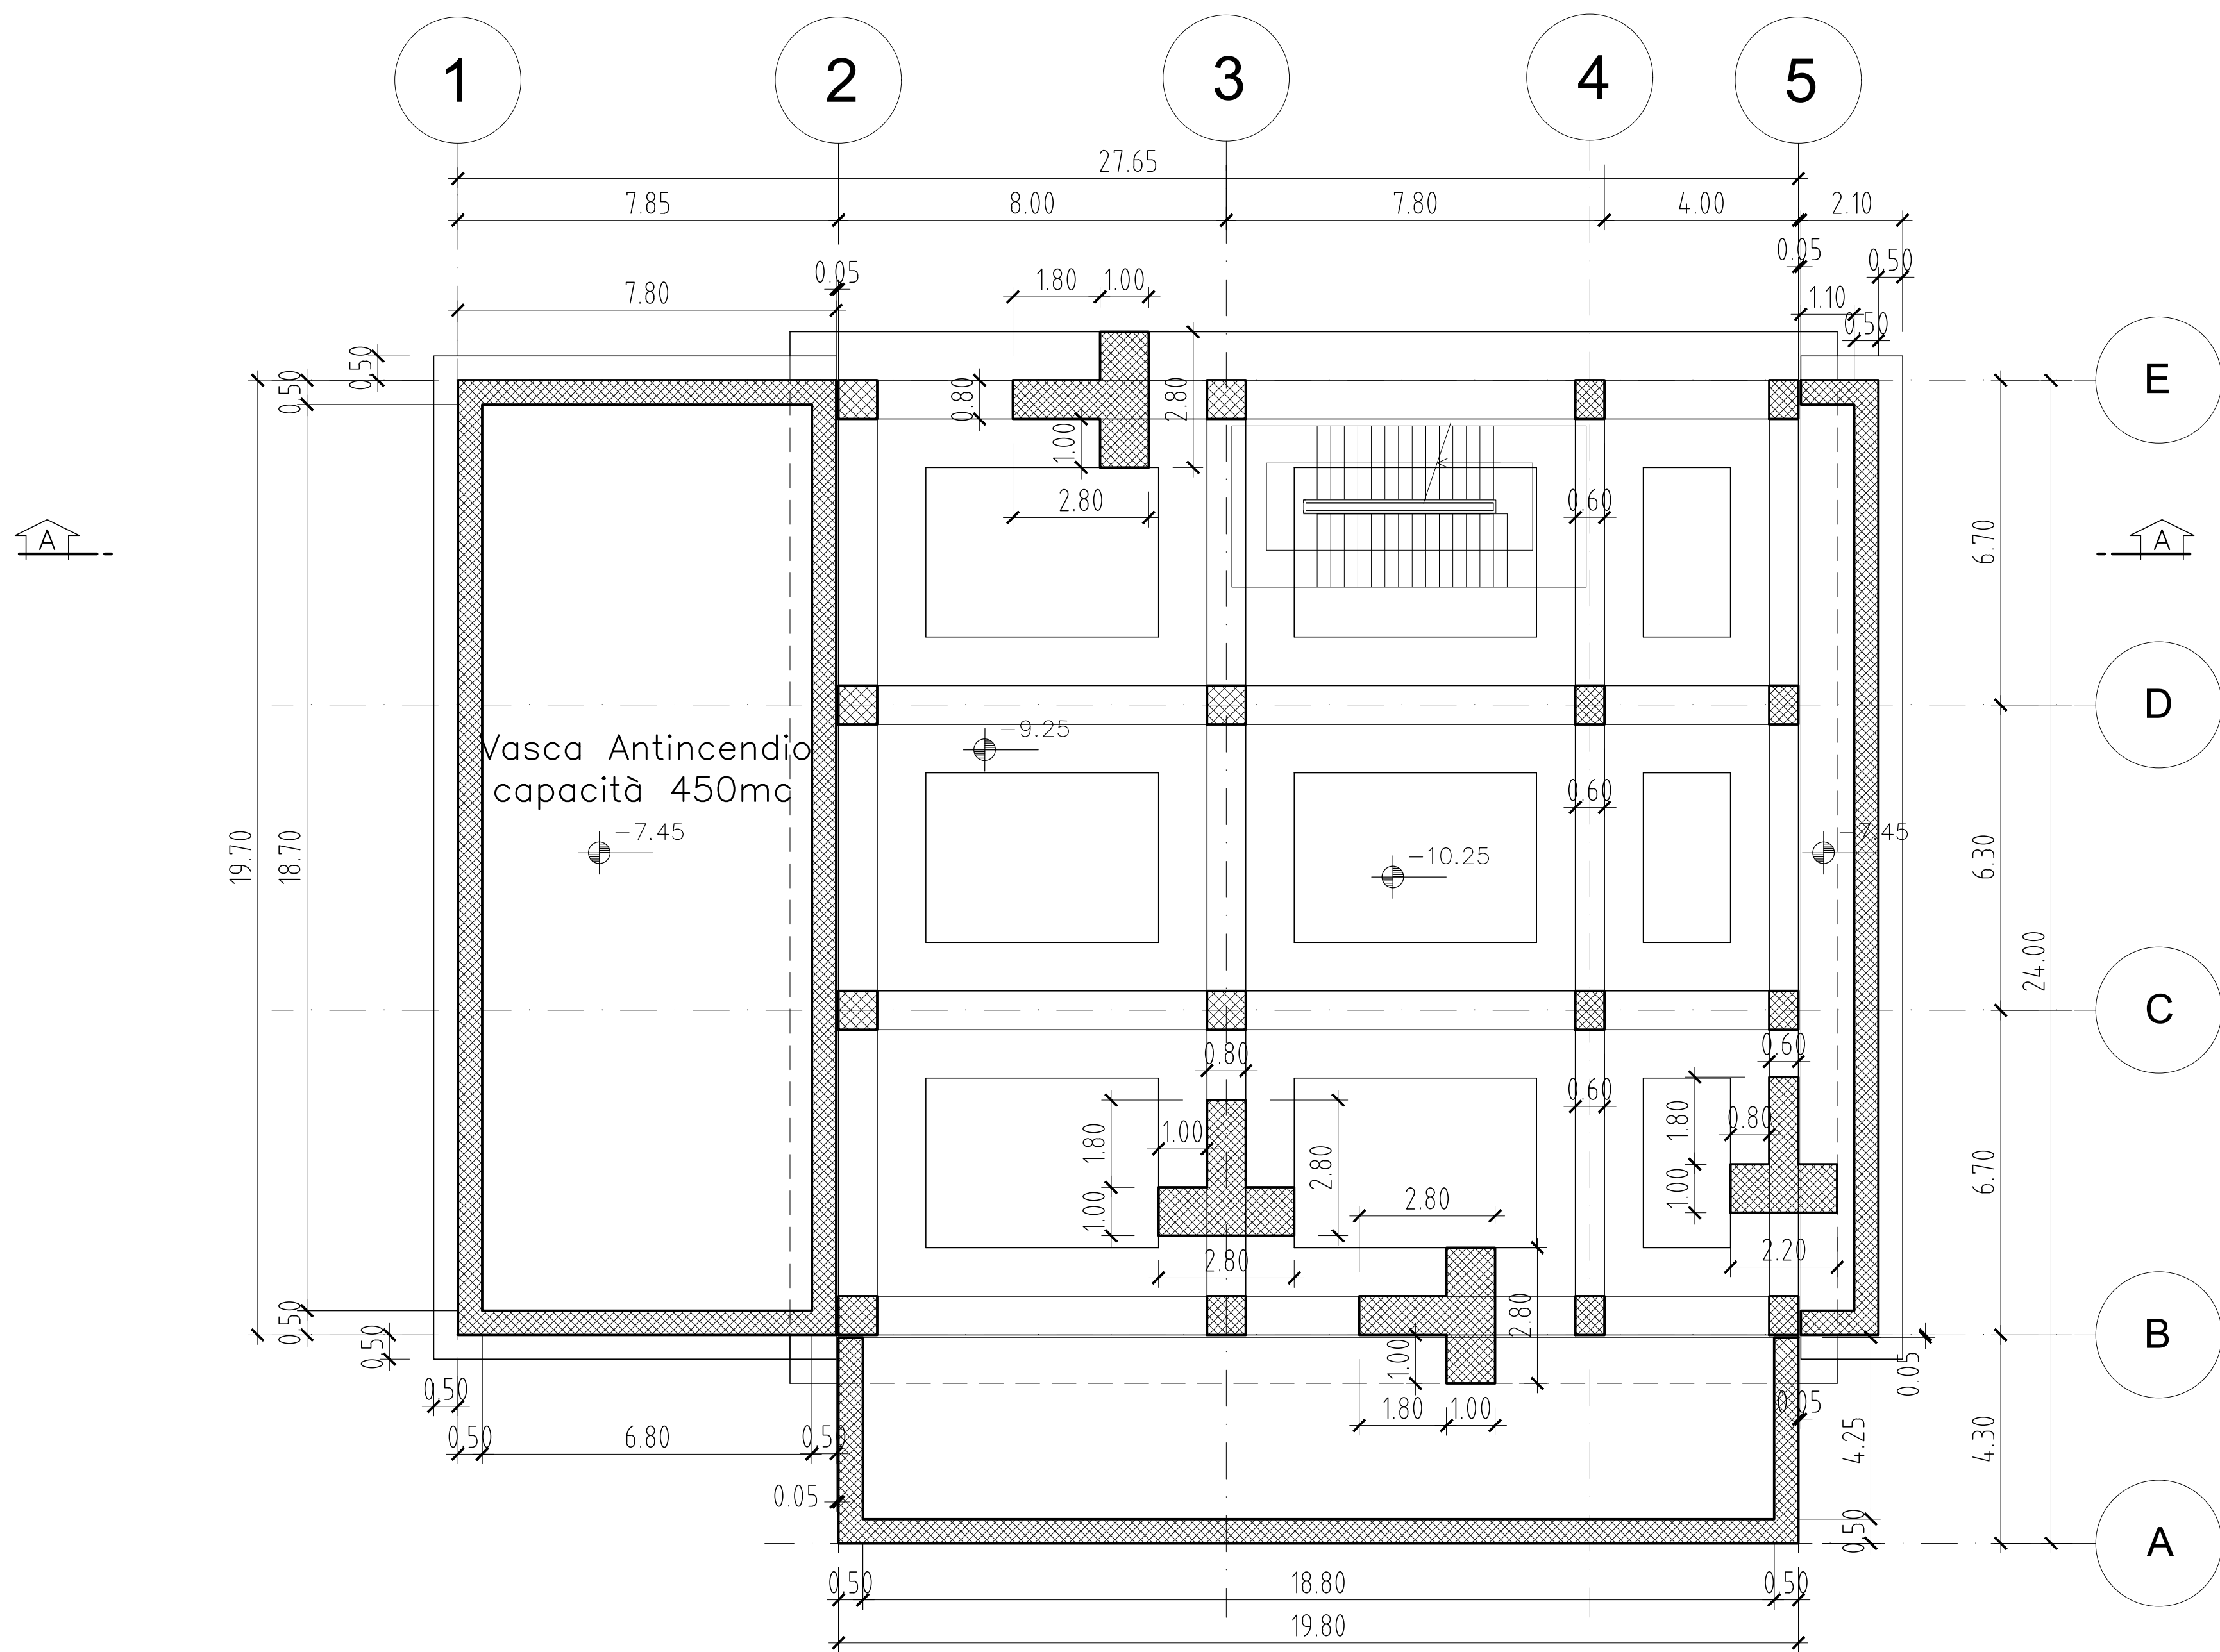 1 2 3 4 5
27.65
7.85 8.00 7.80 4.00 2.10
0.05 0.05 0.50
7.80 1.80 1.00 1.10
0.50 0.50
0.50 0.80 2.80 E
1.00
2.80 0.60
A A
6.70
D
-9.25
Vasca Antincendio
capacità 450mc
0.60
-7.45 -7.45
19.70 18.70 -10.25 6.30
24.00
C
0.80 0.60
0.60
1.80 1.00 1.80 0.80
2.80 6.70
1.00 2.80 1.00
2.80 2.20
0.50 2.80 B
0.50 1.00 0.05
0.50 1.80 1.00 0.05
0.50 6.80 0.50 4.25 4.30
0.05
0.50 A
0.50 18.80 0.50
19.80